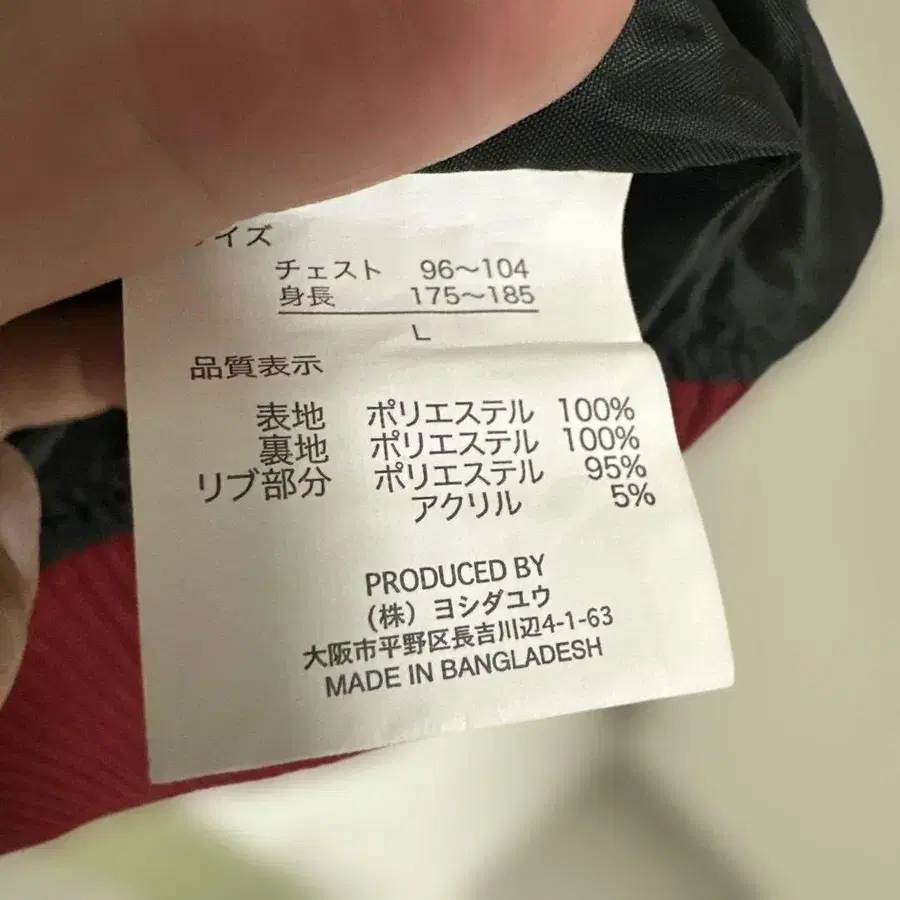 イズ
チェスト 96〜104
身長 175〜185
L
品質表示
表地 ポリエステル 100%
裏地 ポリエステル 100%
リブ部分 ポリエステル 95%
アクリル 5%
PRODUCED BY
(株) ヨシダユウ
大阪市平野区長吉川辺4-1-63
MADE IN BANGLADESH